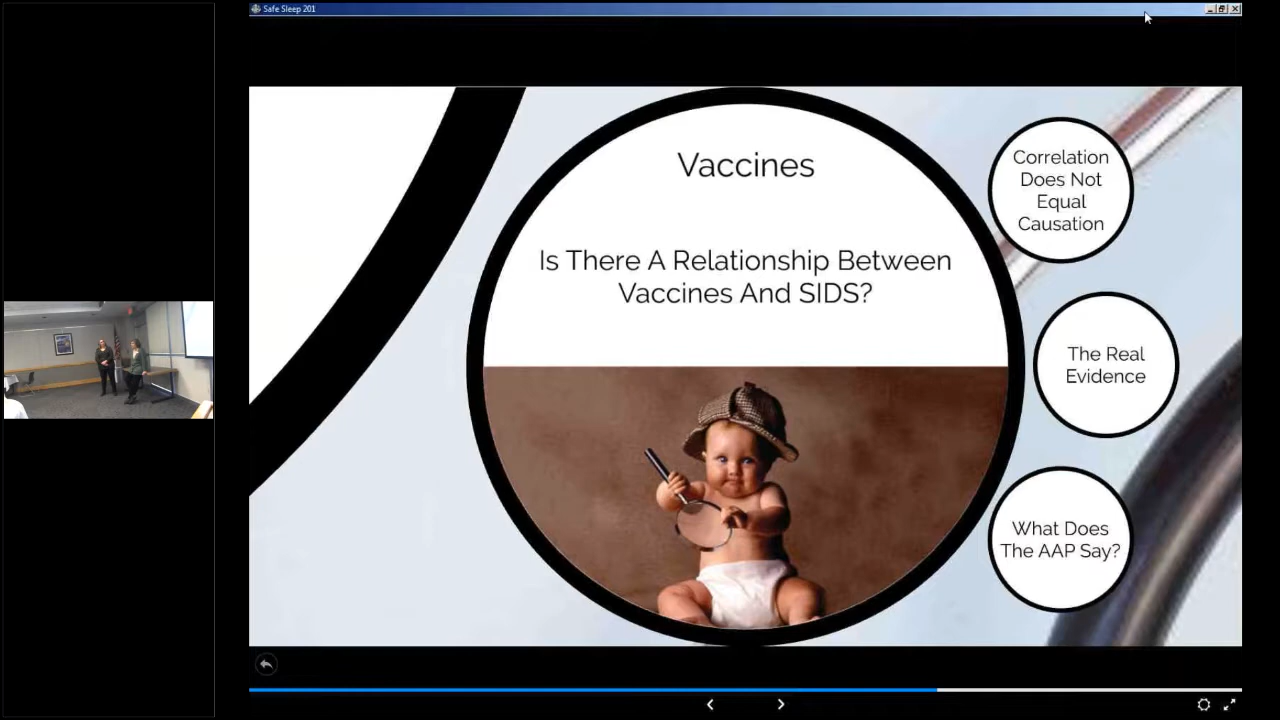 Safe Sleep 201
Vaccines
Is There A Relationship Between
Vaccines And SIDS?
Correlation
Does Not
Equal
Causation
The Real
Evidence
What Does
The AAP Say?